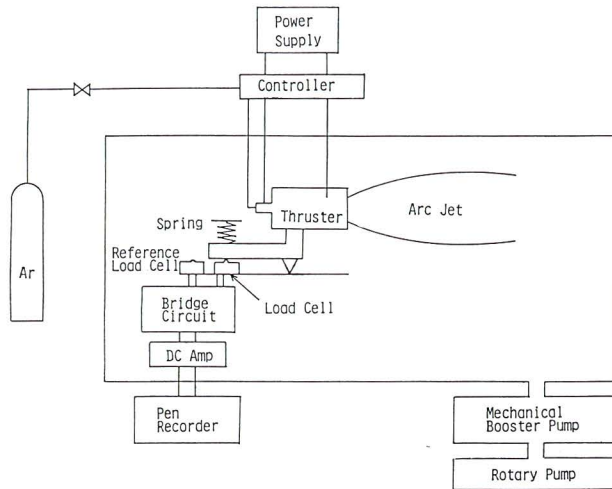 Power
Supply
Controller
Spring
Thruster
Arc Jet
Reference
Load Cell
Ar
Load Cell
Bridge
Circuit
DC Amp
Pen
Recorder
Mechanical
Booster Pump
Rotary Pump